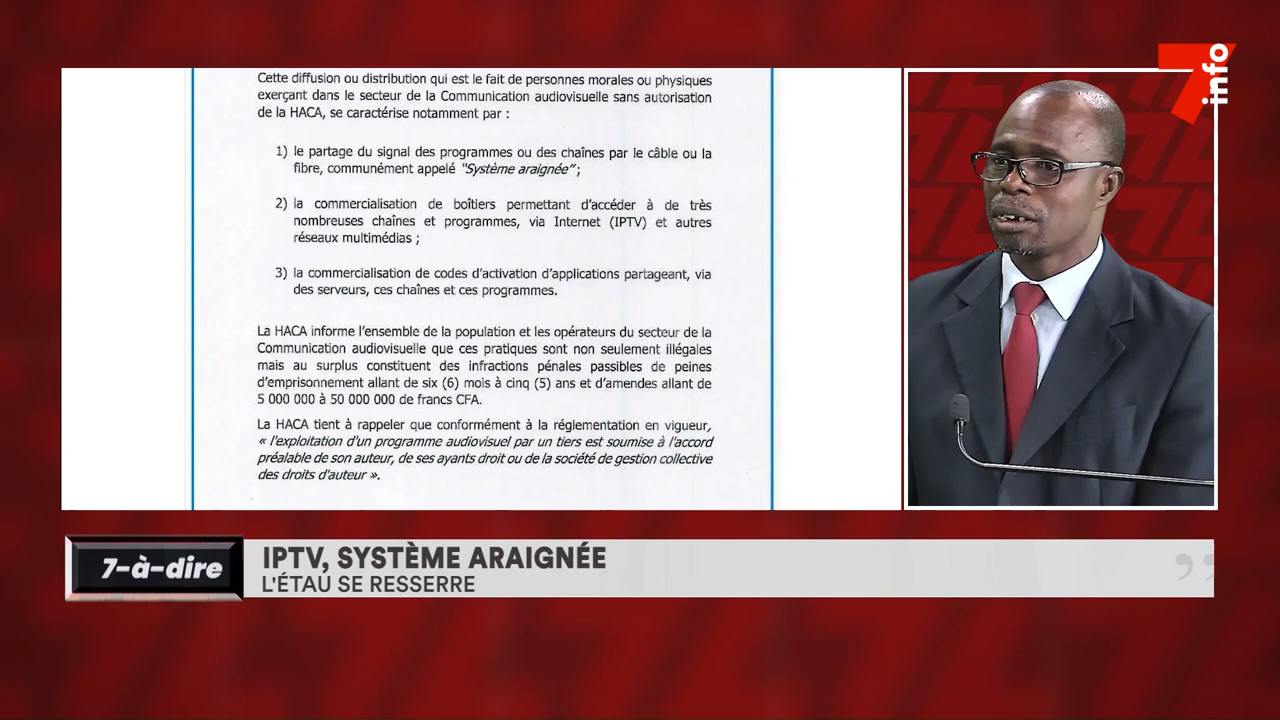 Cette diffusion ou distribution qui est le fait de personnes morales ou physiques
exerçant dans le secteur de la Communication audiovisuelle sans autorisation
de la HACA, se caractérise notamment par :
1) le partage du signal des programmes ou des chaînes par le câble ou la
fibre, communément appelé "Système araignée" ;
2) la commercialisation de boîtiers permettant d'accéder à de très
nombreuses chaînes et programmes, via Internet (IPTV) et autres
réseaux multimédias ;
3) la commercialisation de codes d'activation d'applications partageant, via
des serveurs, ces chaînes et ces programmes.
La HACA informe l'ensemble de la population et les opérateurs du secteur de la
Communication audiovisuelle que ces pratiques sont non seulement illégales
mais au surplus constituent des infractions pénales passibles de peines
d'emprisonnement allant de six (6) mois à cinq (5) ans et d'amendes allant de
5 000 000 à 50 000 000 de francs CFA.
La HACA tient à rappeler que conformément à la réglementation en vigueur,
« l'exploitation d'un programme audiovisuel par un tiers est soumise à l'accord
préalable de son auteur, de ses ayants droit ou de la société de gestion collective
des droits d'auteur ».
7 info
7-à-dire
IPTV, SYSTÈME ARAIGNÉE
L'ÉTAU SE RESSERRE